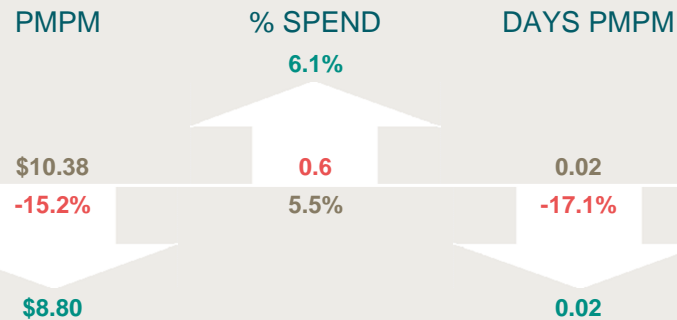 PMPM % SPEND DAYS PMPM
6.1%
$10.38 0.6 0.02
-15.2% 5.5% -17.1%
$8.80 0.02